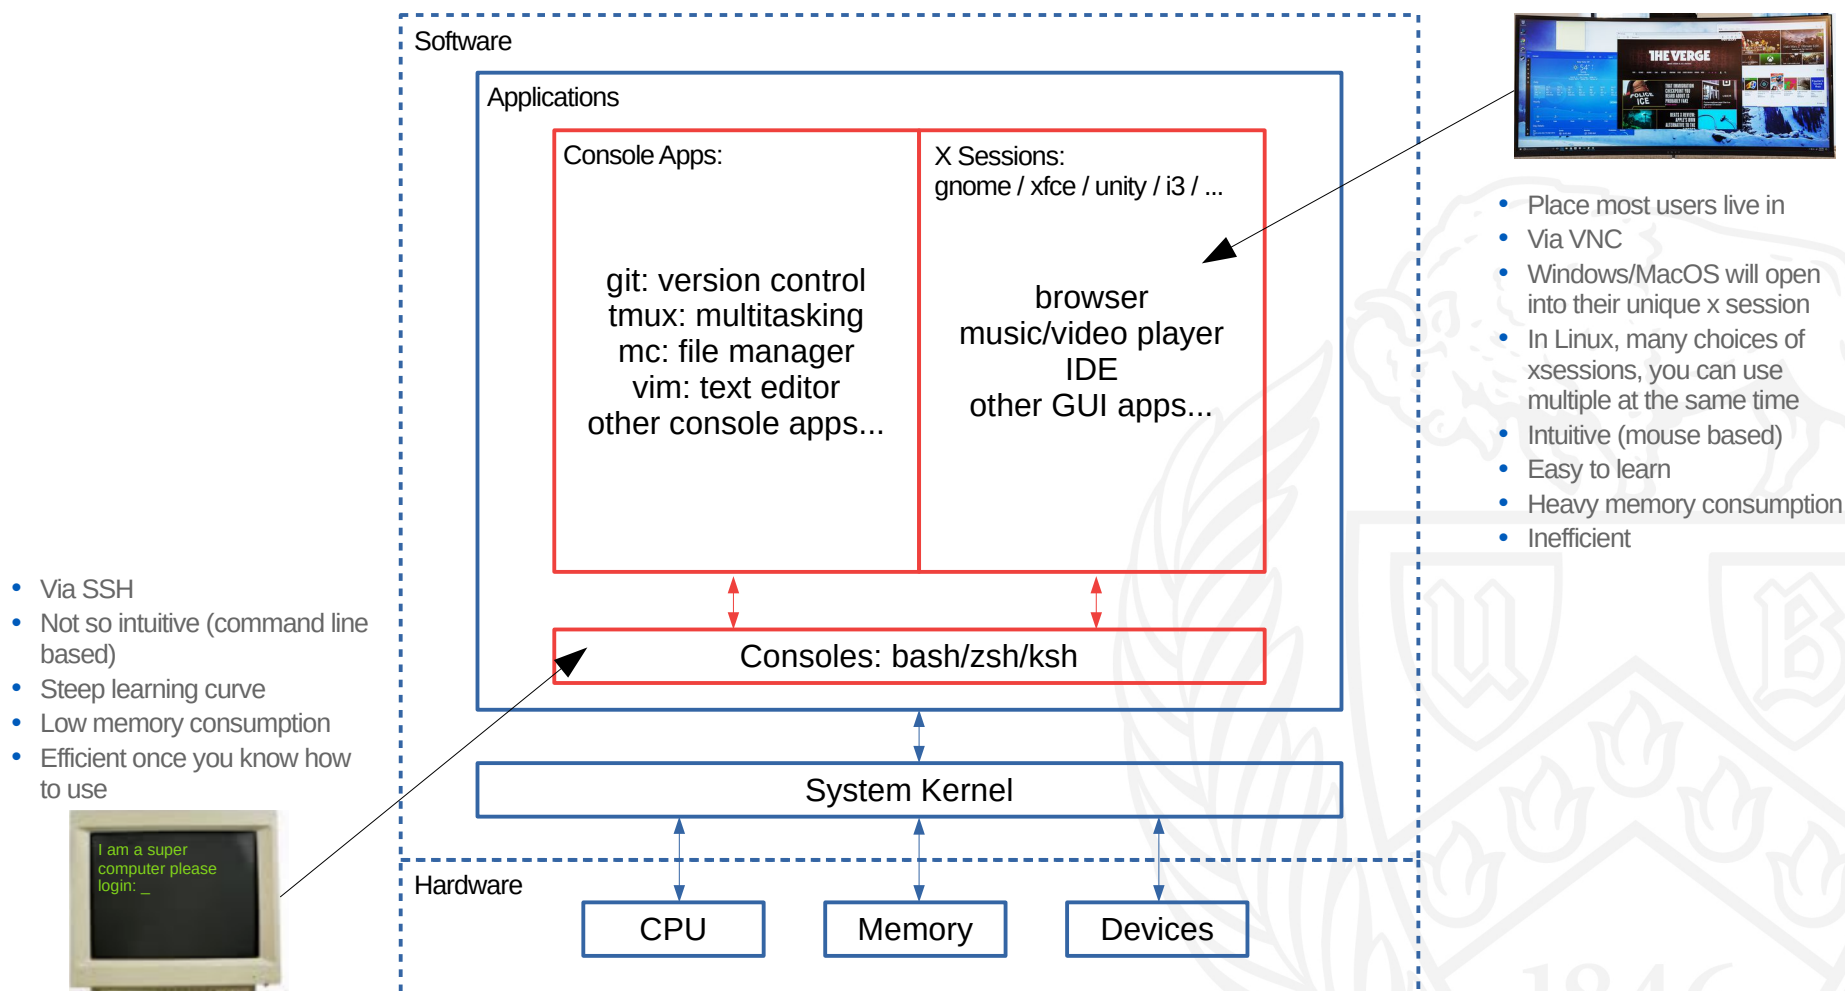 Software
Applications
Console Apps:
git: version control
tmux: multitasking
mc: file manager
vim: text editor
other console apps...
X Sessions:
gnome / xfce / unity / i3 / ...
browser
music/video player
IDE
other GUI apps...
Consoles: bash/zsh/ksh
System Kernel
Hardware
CPU
Memory
Devices
THE VERGE
POLICE
ICE
• Place most users live in
• Via VNC
• Windows/MacOS will open
into their unique x session
• In Linux, many choices of
xsessions, you can use
multiple at the same time
• Intuitive (mouse based)
• Easy to learn
• Heavy memory consumption
• Inefficient
• Via SSH
• Not so intuitive (command line
based)
• Steep learning curve
• Low memory consumption
• Efficient once you know how
to use
I am a super
computer please
login: _
U
B
1846